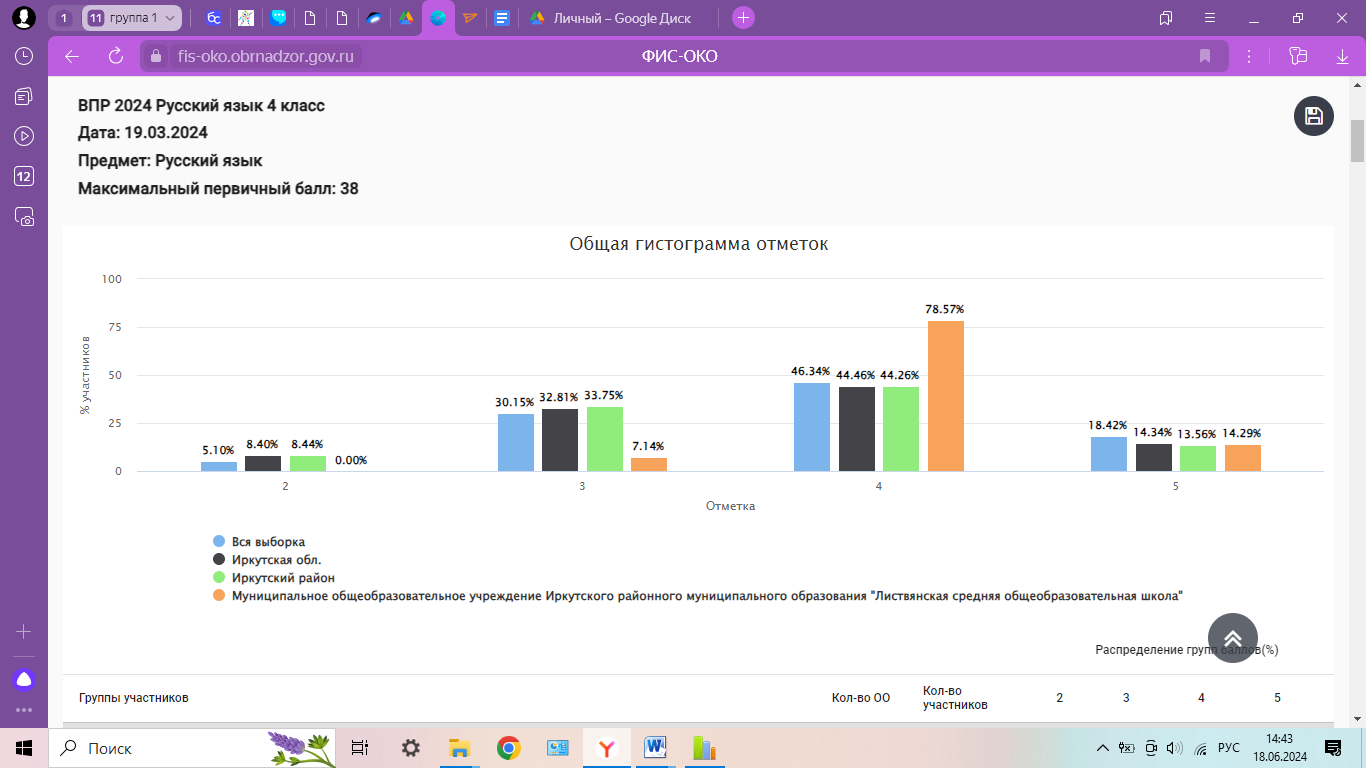 1
11
группа 1
Личный – Google Диск
fis-oko.obrnadzor.gov.ru
ФИС-ОКО
12
ВПР 2024 Русский язык 4 класс
Дата: 19.03.2024
Предмет: Русский язык
Максимальный первичный балл: 38
Общая гистограмма отметок
% участников
100
75
50
25
0
5.10%
8.40%
8.44%
0.00%
30.15%
32.81%
33.75%
7.14%
46.34%
44.46%
44.26%
78.57%
18.42%
14.34%
13.56%
14.29%
2
3
4
5
Отметка
Вся выборка
Иркутская обл.
Иркутский район
Муниципальное общеобразовательное учреждение Иркутского районного муниципального образования "Листвянская средняя общеобразовательная школа"
Распределение групп баллов(%)
Группы участников
Кол-во ОО
Кол-во
участников
2
3
4
5
Поиск
РУС
14:43
18.06.2024